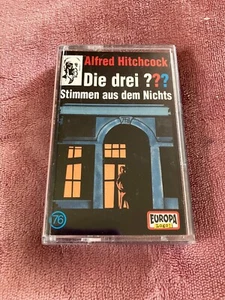 Alfred Hitchcock
Die drei ???
Stimmen aus dem Nichts
76
EUROPA